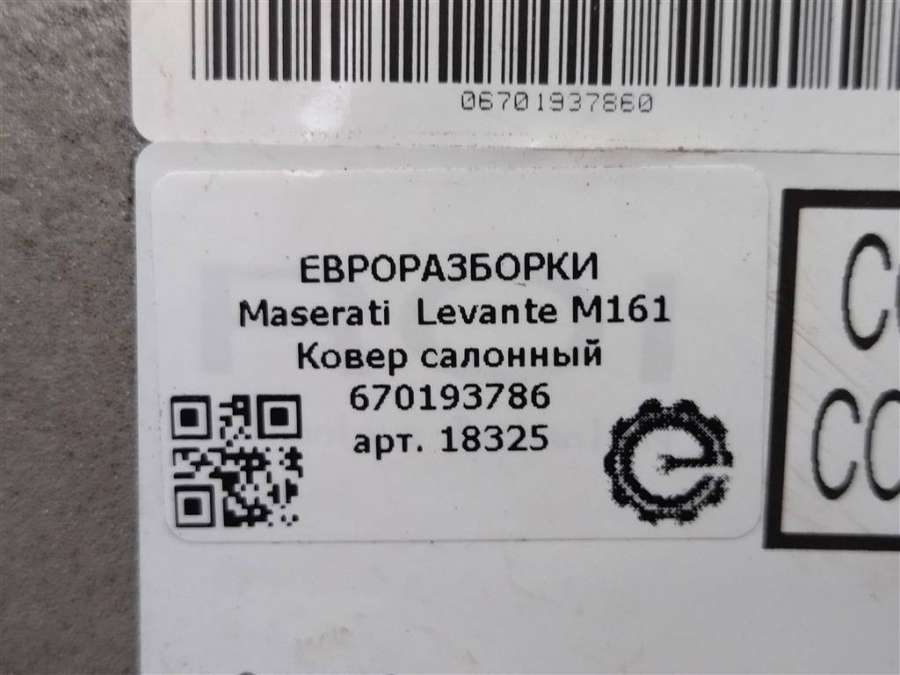 06701937860
ЕВРОРАЗБОРКИ
Maserati Levante M161
Ковер салонный
670193786
арт. 18325